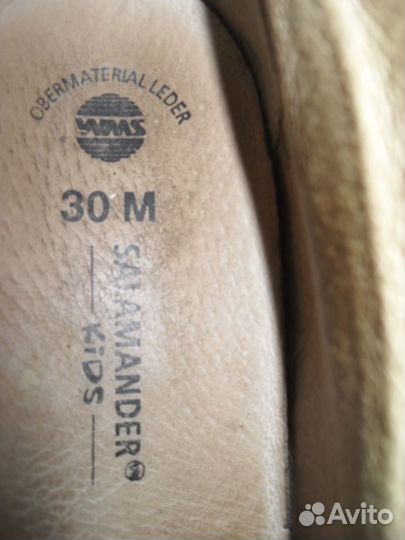 OBERMATERIAL LEDER
WMS
30 M
SALAMANDER®
KiDS
Avito